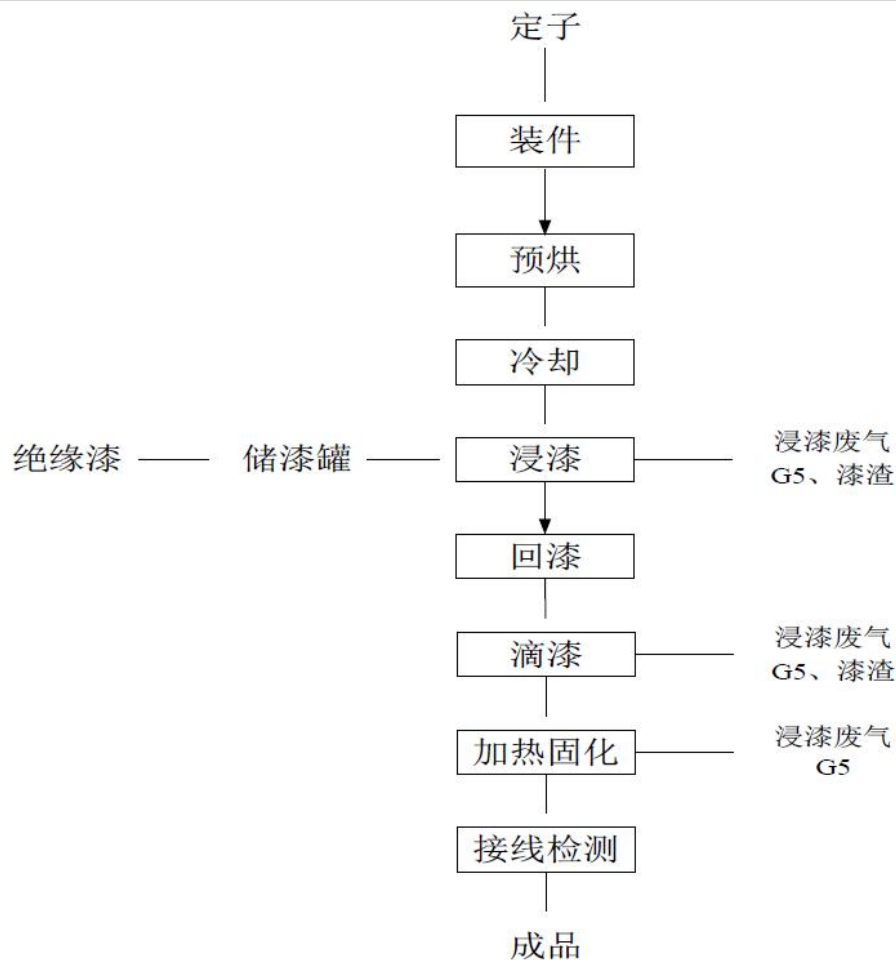 定子
装件
预烘
冷却
绝缘漆
储漆罐
浸漆
浸漆废气
G5、漆渣
回漆
滴漆
浸漆废气
G5、漆渣
加热固化
浸漆废气
G5
接线检测
成品